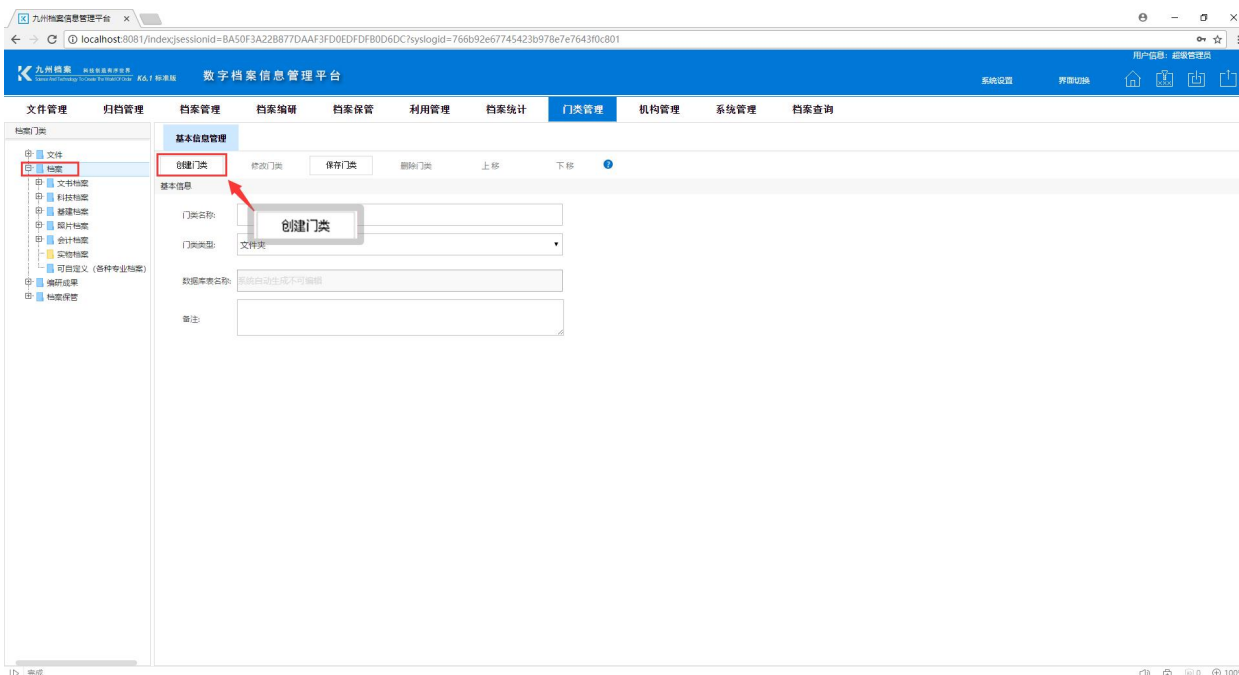 九州档案信息管理平台
localhost:8081/index;jsessionid=BA50F3A22B877DAAF3FD0EDFDFB0D6DC?syslogid=766b92e67745423b978e7e7643f0c801
用户信息: 超级管理员
九州档案 科技创造有序世界
K6.1 标准版
数字档案信息管理平台
系统设置 界面切换
文件管理 归档管理 档案管理 档案编研 档案保管 利用管理 档案统计 门类管理 机构管理 系统管理 档案查询
档案门类
基本信息管理
文件
档案
文书档案
科技档案
基建档案
照片档案
会计档案
实物档案
可自定义（各种专业档案）
编研成果
档案保管
创建门类 修改门类 保存门类 删除门类 上移 下移
基本信息
门类名称:
创建门类
门类类型: 文件夹
数据库表名称: 系统自动生成不可编辑
备注:
完成
0
100%